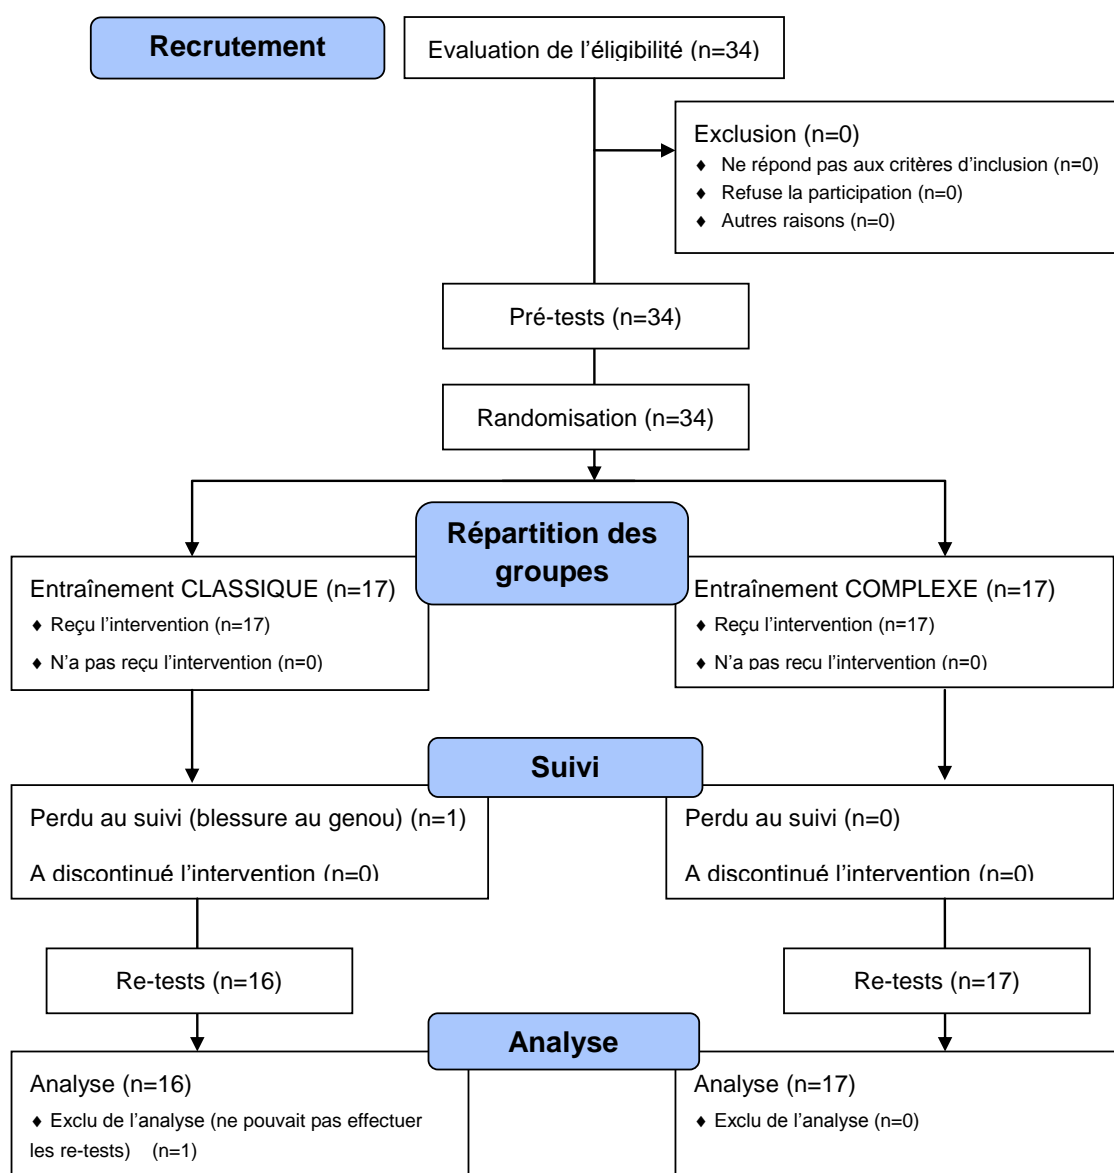 Recrutement
Evaluation de l’éligibilité (n=34)
Exclusion (n=0)
♦ Ne répond pas aux critères d’inclusion (n=0)
♦ Refuse la participation (n=0)
♦ Autres raisons (n=0)
Pré-tests (n=34)
Randomisation (n=34)
Répartition des
groupes
Entraînement CLASSIQUE (n=17)
♦ Reçu l’intervention (n=17)
♦ N’a pas reçu l’intervention (n=0)
Entraînement COMPLEXE (n=17)
♦ Reçu l’intervention (n=17)
♦ N’a pas reçu l’intervention (n=0)
Suivi
Perdu au suivi (blessure au genou) (n=1)
A discontinué l’intervention (n=0)
Perdu au suivi (n=0)
A discontinué l’intervention (n=0)
Re-tests (n=16)
Re-tests (n=17)
Analyse
Analyse (n=16)
♦ Exclu de l’analyse (ne pouvait pas effectuer
les re-tests) (n=1)
Analyse (n=17)
♦ Exclu de l’analyse (n=0)